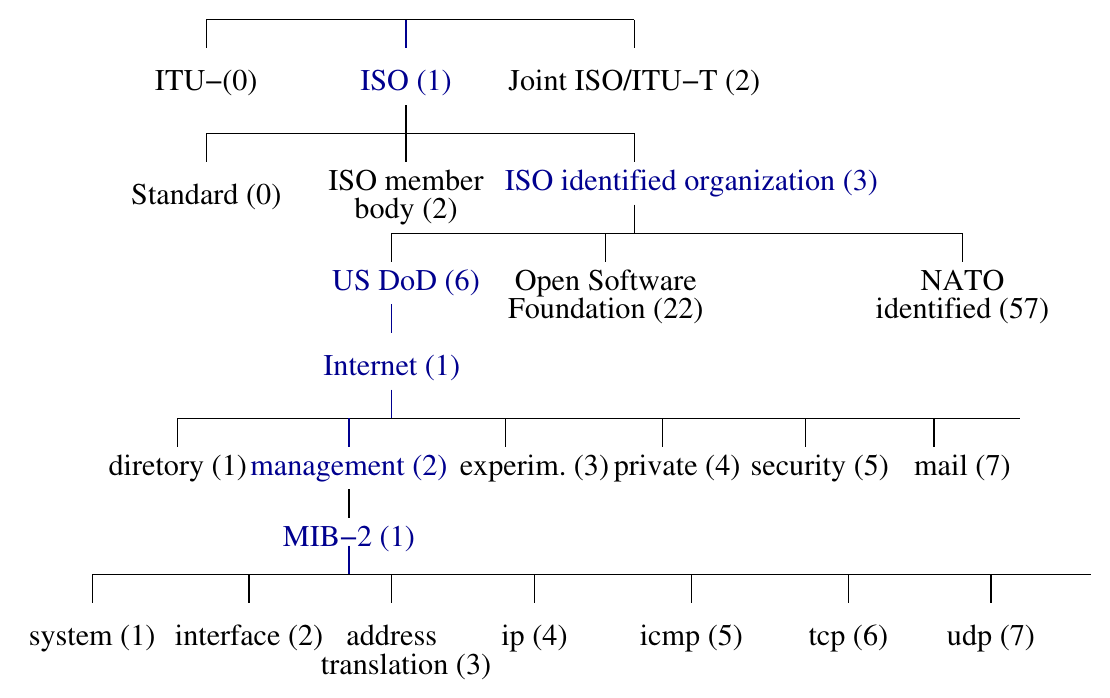 ITU−(0)
ISO (1)
Joint ISO/ITU−T (2)
Standard (0)
ISO member
body (2)
ISO identified organization (3)
US DoD (6)
Open Software
Foundation (22)
NATO
identified (57)
Internet (1)
diretory (1)
management (2)
experim. (3)
private (4)
security (5)
mail (7)
MIB−2 (1)
system (1)
interface (2)
address
translation (3)
ip (4)
icmp (5)
tcp (6)
udp (7)